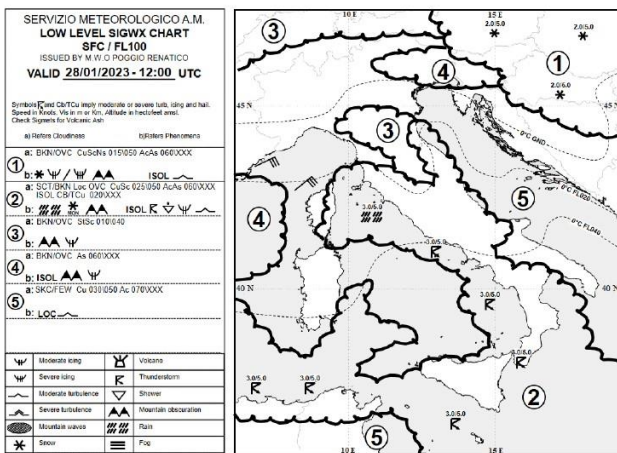 SERVIZIO METEOROLOGICO A.M.
LOW LEVEL SIGWX CHART
SFC / FL100
ISSUED BY M.W.O POGGIO RENATICO
VALID 28/01/2023 - 12:00 UTC
Symbols and Cb/TCu imply moderate or severe turb, icing and hail.
Speed in Knots. Vis in m or Km, Altitude in hectofeet amsl.
Check Sigmets for Volcanic Ash
a) Refers Cloudiness b)Refers Phenomena
1 a: BKN/OVC CuScNs 015\050 AcAs 060\XXX
b: / ISOL
2 a: SCT/BKN Loc OVC CuSc 025\050 AcAs 060\XXX
ISOL CB/TCu 020\XXX
b: ISOL
3 a: BKN/OVC StSc 010\040
b:
4 a: BKN/OVC As 060\XXX
b: ISOL
5 a: SKC/FEW Cu 030\050 Ac 070\XXX
b: LOC
Moderate icing Volcano
Severe icing Thunderstorm
Moderate turbulence Shower
Severe turbulence Mountain obscuration
Mountain waves Rain
Snow Fog
10 E 15 E
2.0/5.0 2.0/5.0
3 4 1
2.0/5.0
45 N 45 N
3
0°C GND
5
0°C FL020
4
3.0/5.0
0°C FL040
3.0/5.0
40 N 40 N
3.0/5.0
3.0/5.0 3.0/5.0
2
3.0/5.0
5
10 E 15 E